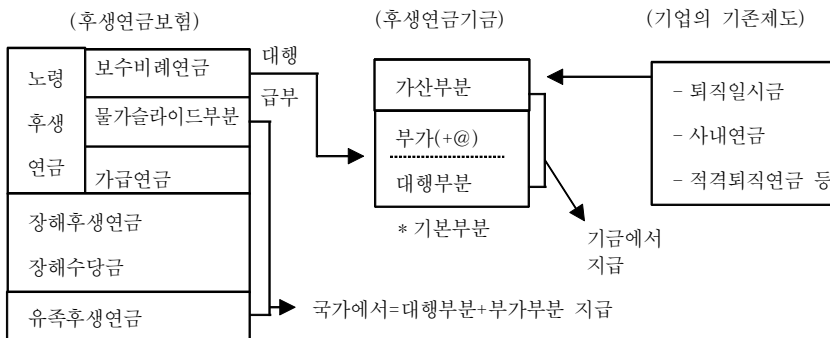 (후생연금보험)
(후생연금기금)
(기업의 기존제도)
노령
후생
연금
보수비례연금
물가슬라이드부분
가급연금
장해후생연금
장해수당금
유족후생연금
대행
급부
가산부분
부가(+@)
대행부분
* 기본부분
기금에서
지급
- 퇴직일시금
- 사내연금
- 적격퇴직연금 등
국가에서=대행부분+부가부분 지급